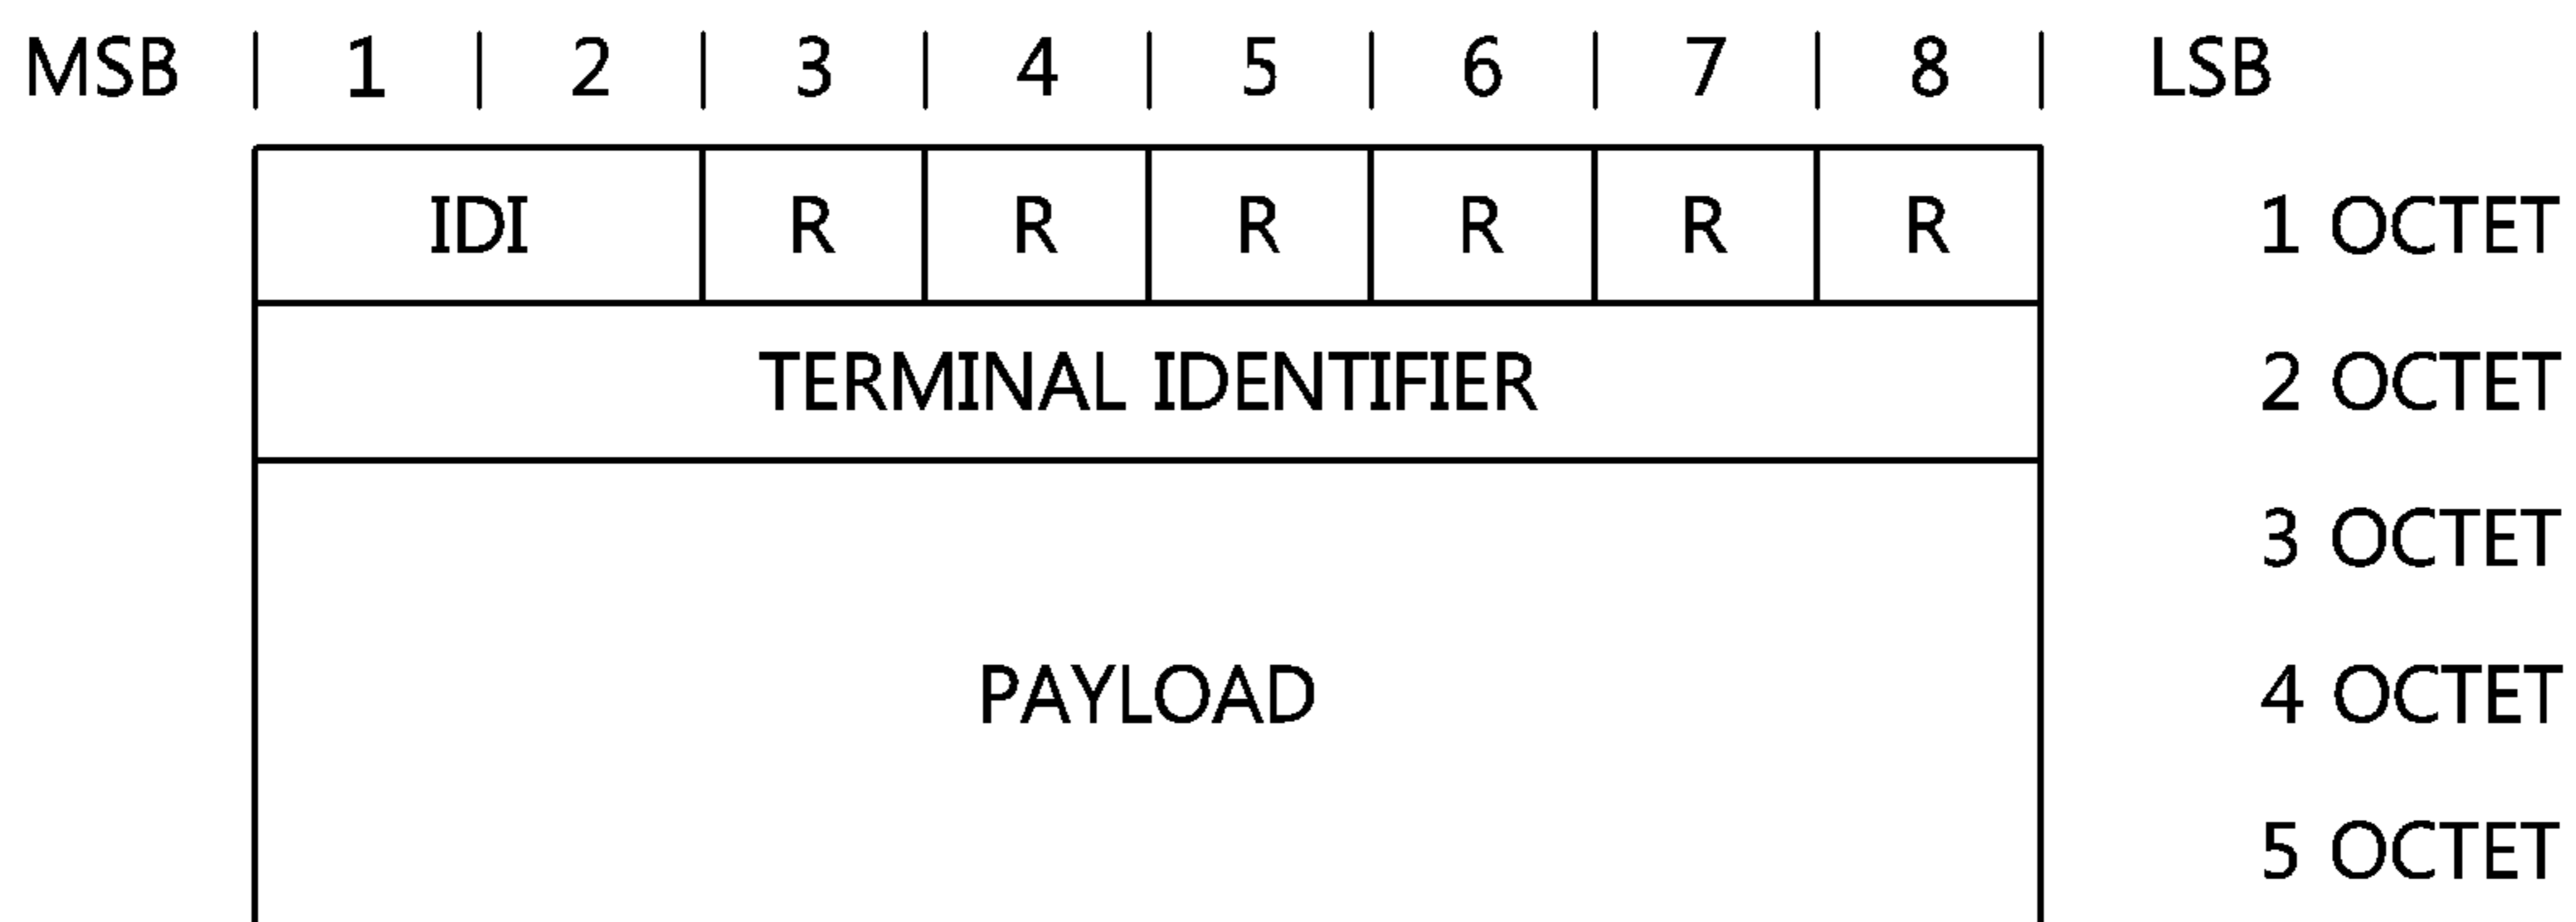 MSB | 1 | 2 | 3 | 4 | 5 | 6 | 7 | 8 | LSB
IDI R R R R R R 1 OCTET
TERMINAL IDENTIFIER 2 OCTET
3 OCTET
PAYLOAD 4 OCTET
5 OCTET